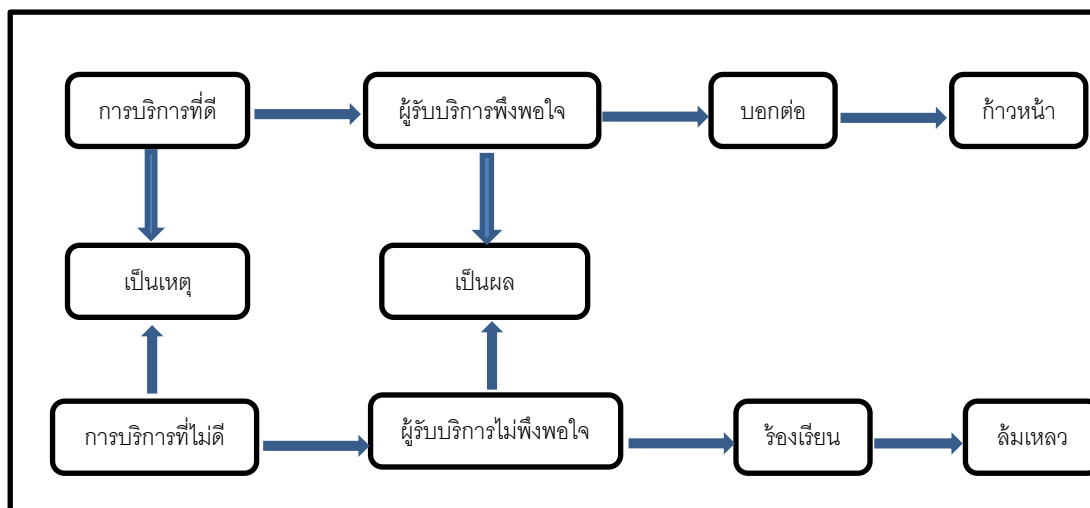 การบริการที่ดี
ผู้รับบริการพึงพอใจ
บอกต่อ
ก้าวหน้า
เป็นเหตุ
เป็นผล
การบริการที่ไม่ดี
ผู้รับบริการไม่พึงพอใจ
ร้องเรียน
ล้มเหลว